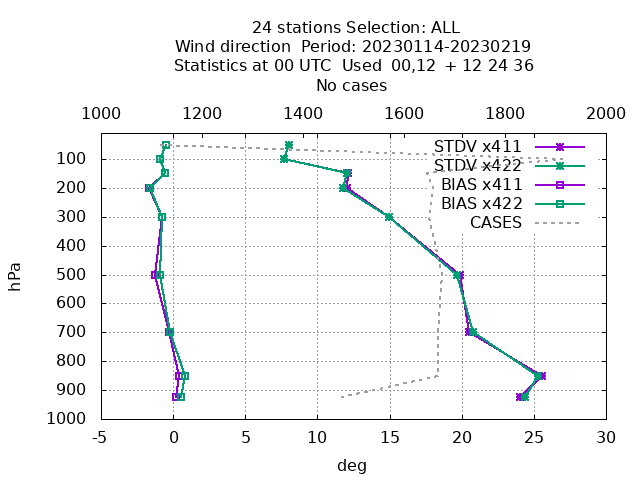 24 stations Selection: ALL
Wind direction  Period: 20230114-20230219
Statistics at 00 UTC  Used  00,12  + 12 24 36
No cases
1000 1200 1400 1600 1800 2000
STDV x411
STDV x422
BIAS x411
BIAS x422
CASES
hPa
100
200
300
400
500
600
700
800
900
1000
-5 0 5 10 15 20 25 30
deg